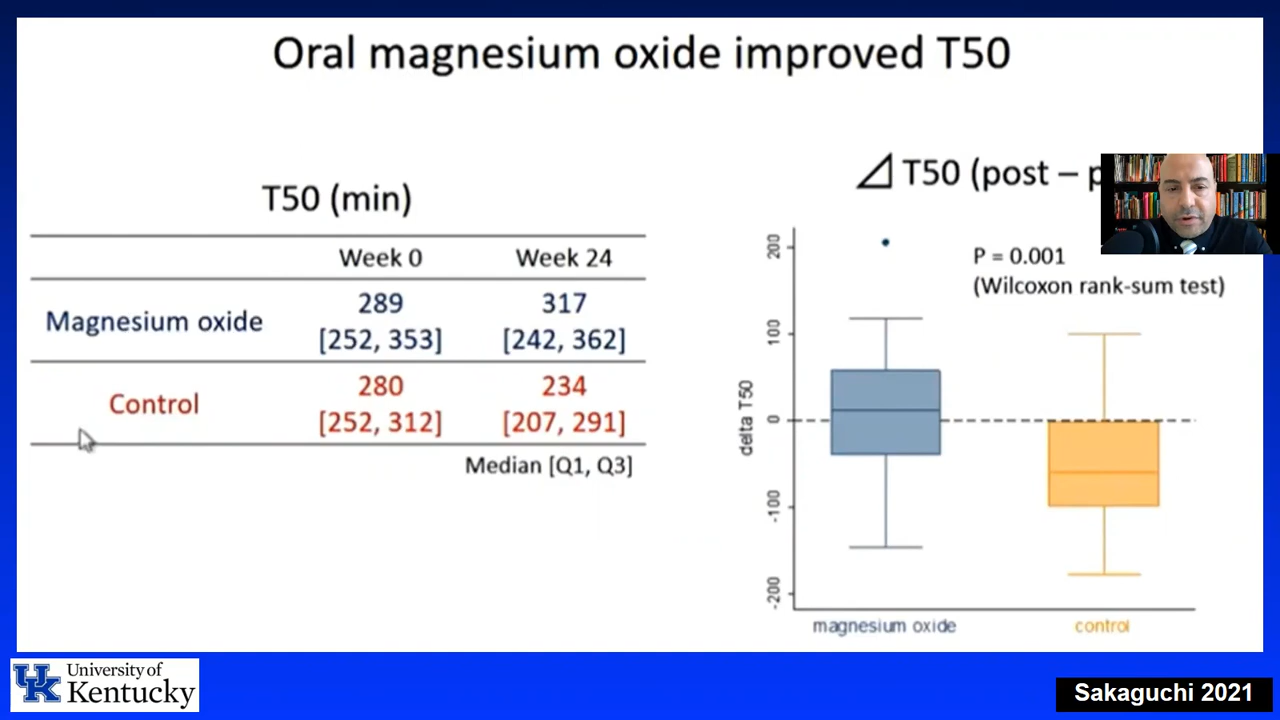 Oral magnesium oxide improved T50
T50 (min)
Week 0 Week 24
Magnesium oxide
289 317
[252, 353] [242, 362]
Control
280 234
[252, 312] [207, 291]
Median [Q1, Q3]
⊿ T50 (post –
P = 0.001
(Wilcoxon rank-sum test)
delta T50
200
100
0
-100
-200
magnesium oxide control
UK University of
Kentucky
Sakaguchi 2021